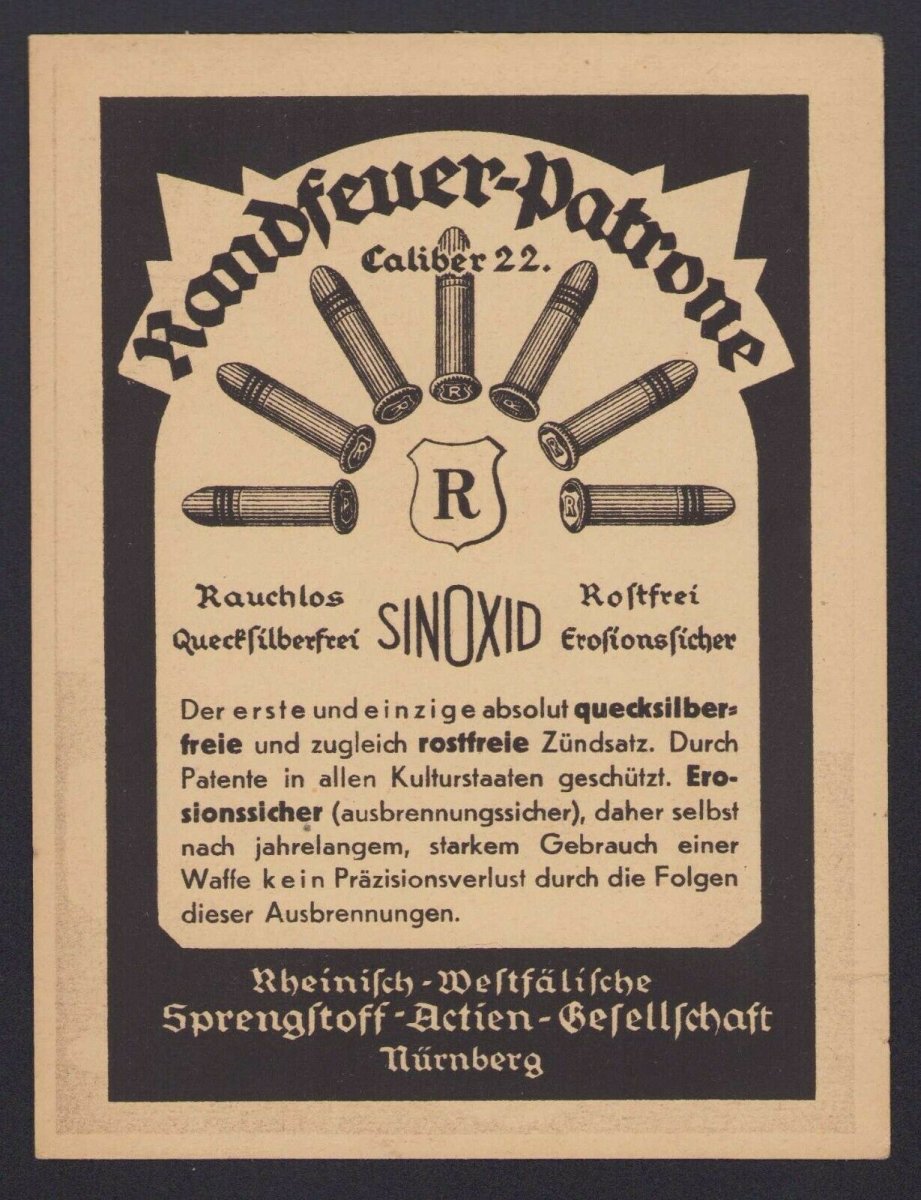 Randfeuer-Patrone
Caliber 22.
R
Rauchlos
Queckſilberfrei
SINOXID
Roſtfrei
Eroſionsſicher
Der erste und einzige absolut quecksilber=
freie und zugleich rostfreie Zündsatz. Durch
Patente in allen Kulturstaaten geschützt. Ero-
sionssicher (ausbrennungssicher), daher selbst
nach jahrelangem, starkem Gebrauch einer
Waffe kein Präzisionsverlust durch die Folgen
dieser Ausbrennungen.
Rheiniſch-Weſtfäliſche
Sprengſtoff-Actien-Geſellſchaft
Nürnberg